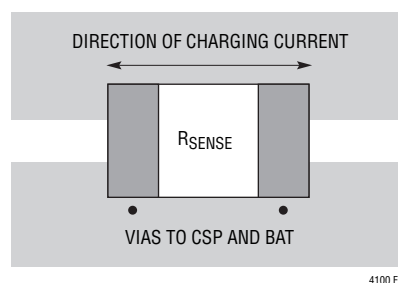 DIRECTION OF CHARGING CURRENT
RSENSE
VIAS TO CSP AND BAT
4100 F